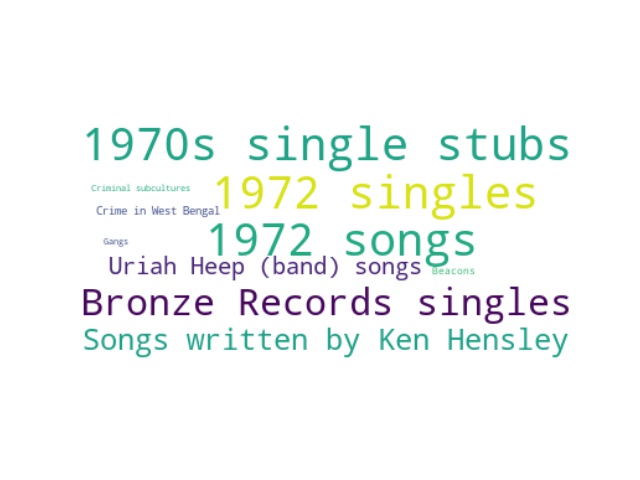 1970s single stubs
Criminal subcultures
1972 singles
Crime in West Bengal
1972 songs
Gangs
Uriah Heep (band) songs
Beacons
Bronze Records singles
Songs written by Ken Hensley